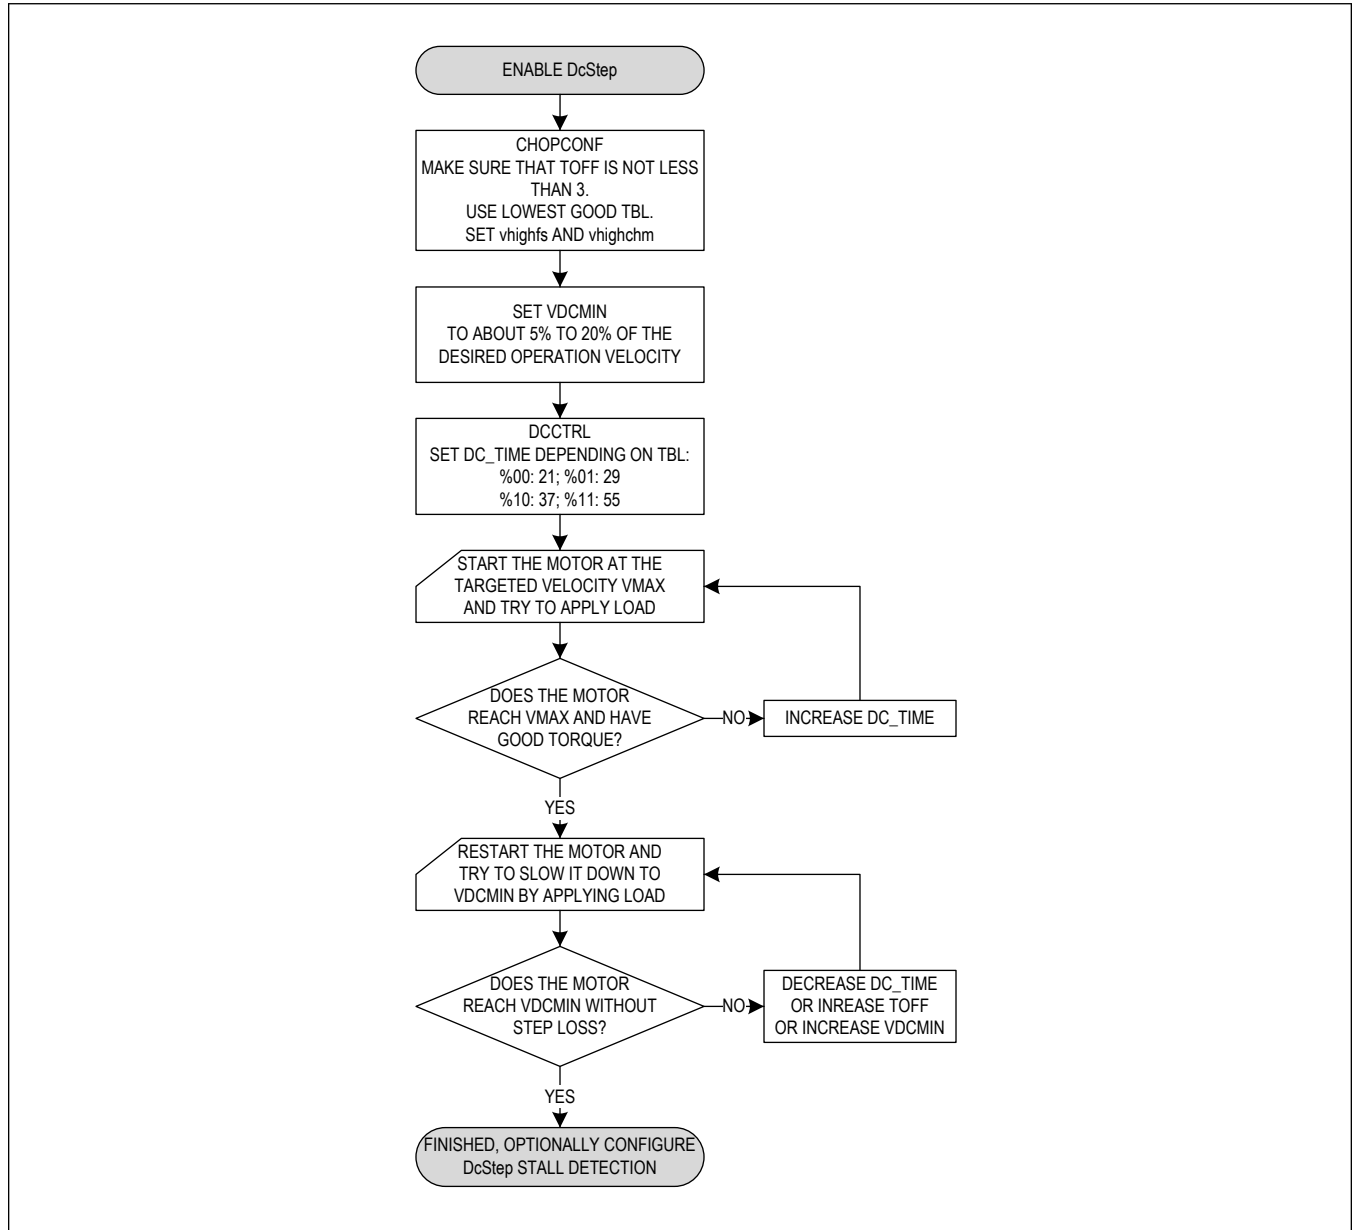 ENABLE DcStep
CHOPCONF
MAKE SURE THAT TOFF IS NOT LESS
THAN 3.
USE LOWEST GOOD TBL.
SET vhighfs AND vhighchm
SET VDCMIN
TO ABOUT 5% TO 20% OF THE
DESIRED OPERATION VELOCITY
DCCTRL
SET DC_TIME DEPENDING ON TBL:
%00: 21; %01: 29
%10: 37; %11: 55
START THE MOTOR AT THE
TARGETED VELOCITY VMAX
AND TRY TO APPLY LOAD
DOES THE MOTOR
REACH VMAX AND HAVE
GOOD TORQUE?
NO
INCREASE DC_TIME
YES
RESTART THE MOTOR AND
TRY TO SLOW IT DOWN TO
VDCMIN BY APPLYING LOAD
DOES THE MOTOR
REACH VDCMIN WITHOUT
STEP LOSS?
NO
DECREASE DC_TIME
OR INREASE TOFF
OR INCREASE VDCMIN
YES
FINISHED, OPTIONALLY CONFIGURE
DcStep STALL DETECTION